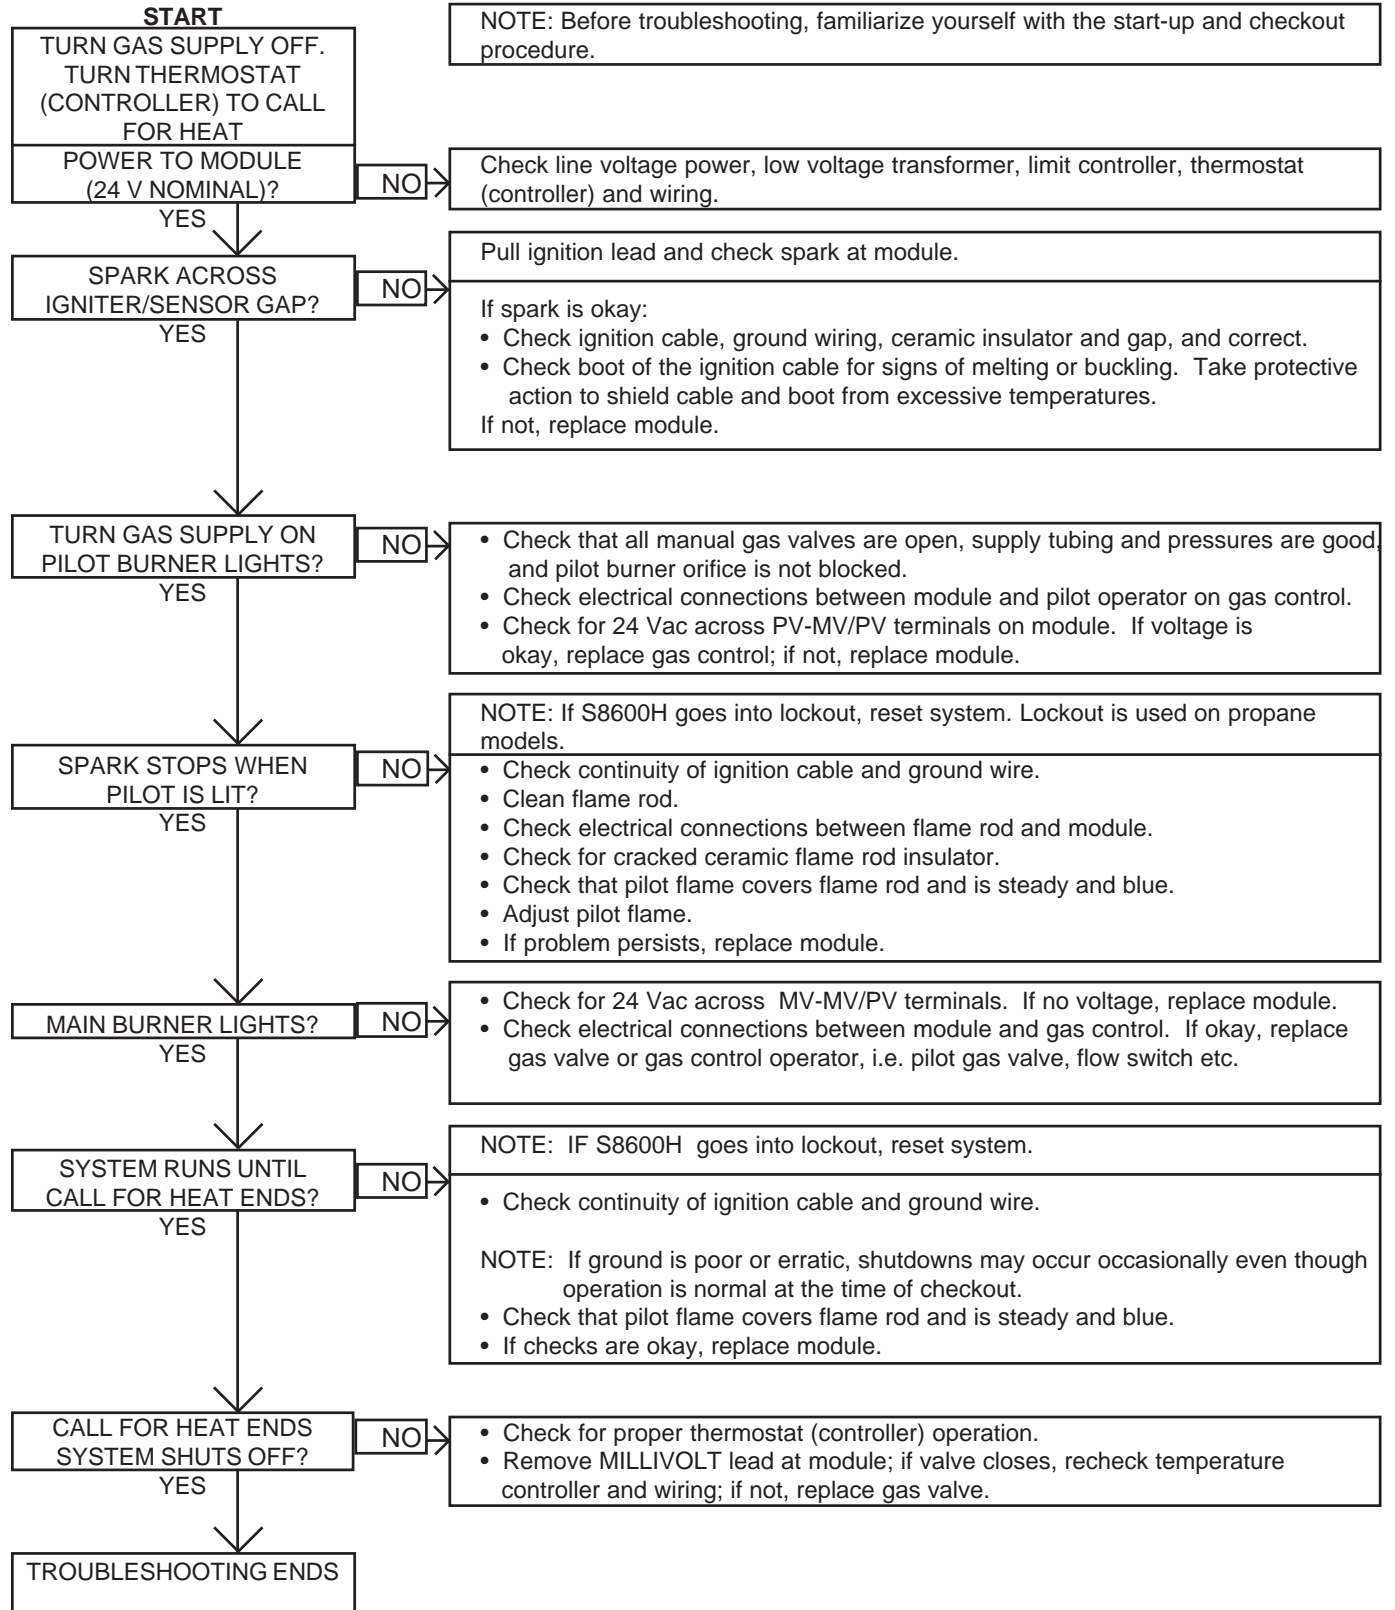 START
TURN GAS SUPPLY OFF.
TURN THERMOSTAT
(CONTROLLER) TO CALL
FOR HEAT
NOTE: Before troubleshooting, familiarize yourself with the start-up and checkout
procedure.
POWER TO MODULE
(24 V NOMINAL)?
NO
Check line voltage power, low voltage transformer, limit controller, thermostat
(controller) and wiring.
YES
SPARK ACROSS
IGNITER/SENSOR GAP?
NO
Pull ignition lead and check spark at module.
If spark is okay:
• Check ignition cable, ground wiring, ceramic insulator and gap, and correct.
• Check boot of the ignition cable for signs of melting or buckling. Take protective
action to shield cable and boot from excessive temperatures.
If not, replace module.
YES
TURN GAS SUPPLY ON
PILOT BURNER LIGHTS?
NO
• Check that all manual gas valves are open, supply tubing and pressures are good,
and pilot burner orifice is not blocked.
• Check electrical connections between module and pilot operator on gas control.
• Check for 24 Vac across PV-MV/PV terminals on module. If voltage is
okay, replace gas control; if not, replace module.
YES
SPARK STOPS WHEN
PILOT IS LIT?
NO
NOTE: If S8600H goes into lockout, reset system. Lockout is used on propane
models.
• Check continuity of ignition cable and ground wire.
• Clean flame rod.
• Check electrical connections between flame rod and module.
• Check for cracked ceramic flame rod insulator.
• Check that pilot flame covers flame rod and is steady and blue.
• Adjust pilot flame.
• If problem persists, replace module.
YES
MAIN BURNER LIGHTS?
NO
• Check for 24 Vac across MV-MV/PV terminals. If no voltage, replace module.
• Check electrical connections between module and gas control. If okay, replace
gas valve or gas control operator, i.e. pilot gas valve, flow switch etc.
YES
SYSTEM RUNS UNTIL
CALL FOR HEAT ENDS?
NO
NOTE: IF S8600H goes into lockout, reset system.
• Check continuity of ignition cable and ground wire.
NOTE: If ground is poor or erratic, shutdowns may occur occasionally even though
operation is normal at the time of checkout.
• Check that pilot flame covers flame rod and is steady and blue.
• If checks are okay, replace module.
YES
CALL FOR HEAT ENDS
SYSTEM SHUTS OFF?
NO
• Check for proper thermostat (controller) operation.
• Remove MILLIVOLT lead at module; if valve closes, recheck temperature
controller and wiring; if not, replace gas valve.
YES
TROUBLESHOOTING ENDS